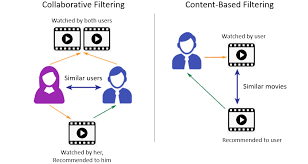 Collaborative Filtering
Watched by both users
Similar users
Watched by her,
Recommended to him
Content-Based Filtering
Watched by user
Similar movies
Recommended to user